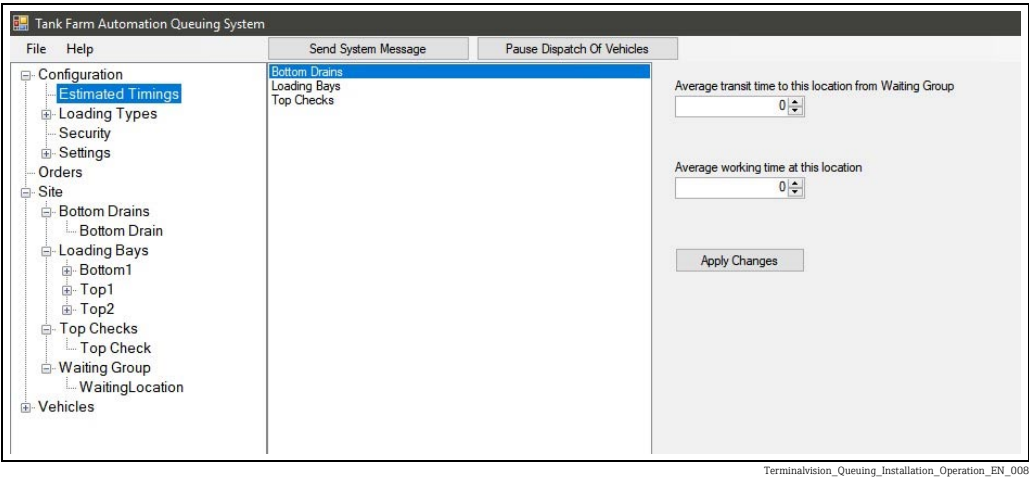 Tank Farm Automation Queuing System
File Help Send System Message Pause Dispatch Of Vehicles
Configuration
Estimated Timings
Loading Types
Security
Settings
Orders
Site
Bottom Drains
Bottom Drain
Loading Bays
Bottom1
Top1
Top2
Top Checks
Top Check
Waiting Group
WaitingLocation
Vehicles
Bottom Drains
Loading Bays
Top Checks
Average transit time to this location from Waiting Group
0
Average working time at this location
0
Apply Changes
Terminalvision_Queuing_Installation_Operation_EN_008